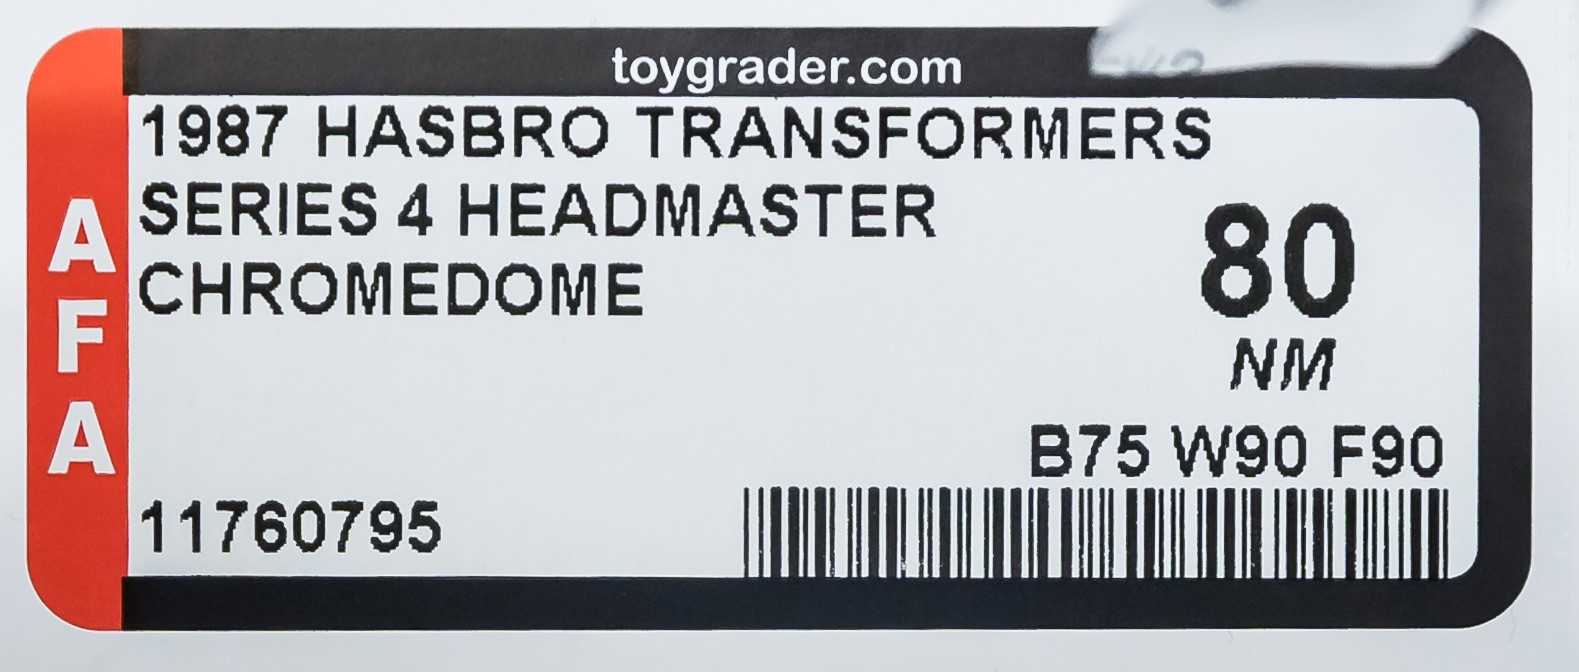 toygrader.com
1987 HASBRO TRANSFORMERS
SERIES 4 HEADMASTER
CHROMEDOME
80
NM
B75 W90 F90
11760795
AFA